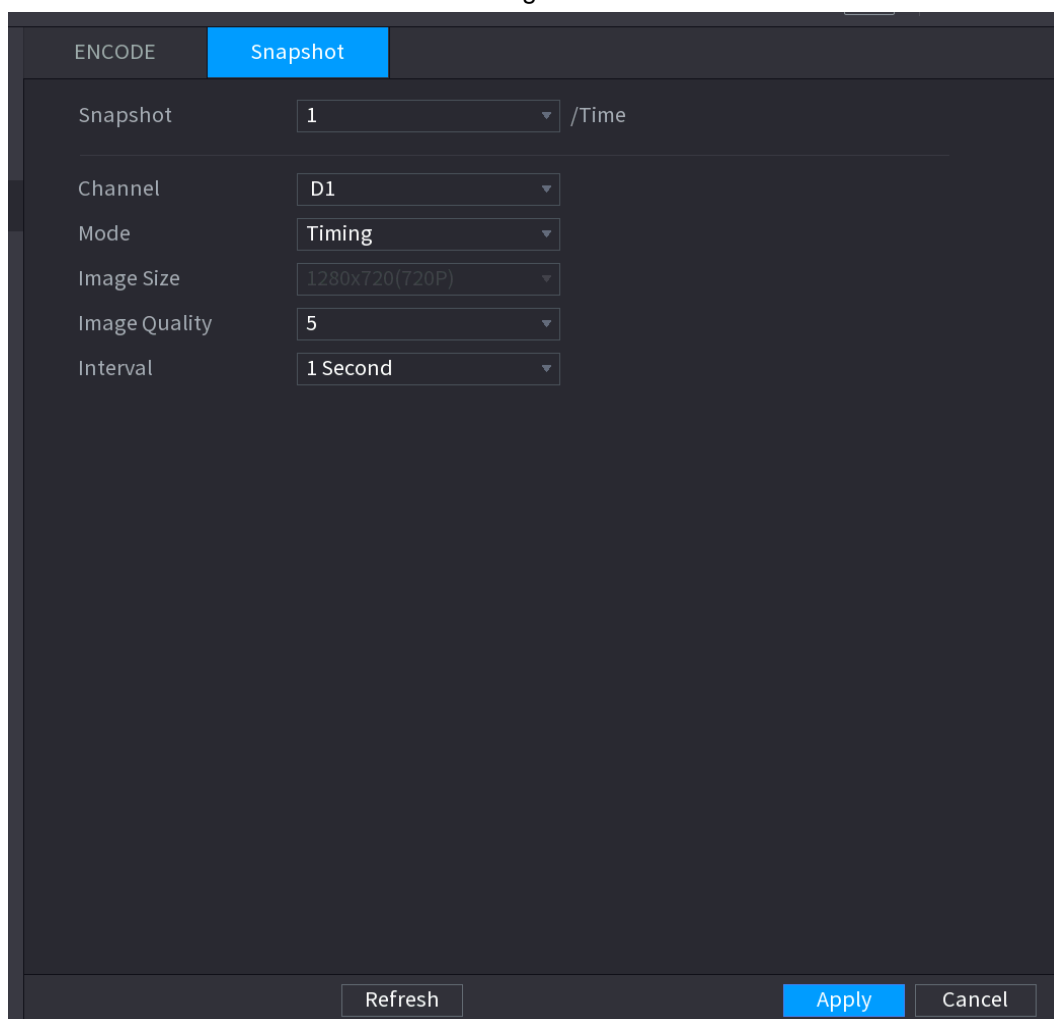 ENCODE Snapshot
Snapshot 1 /Time
Channel D1
Mode Timing
Image Size 1280x720(720P)
Image Quality 5
Interval 1 Second
Refresh Apply Cancel